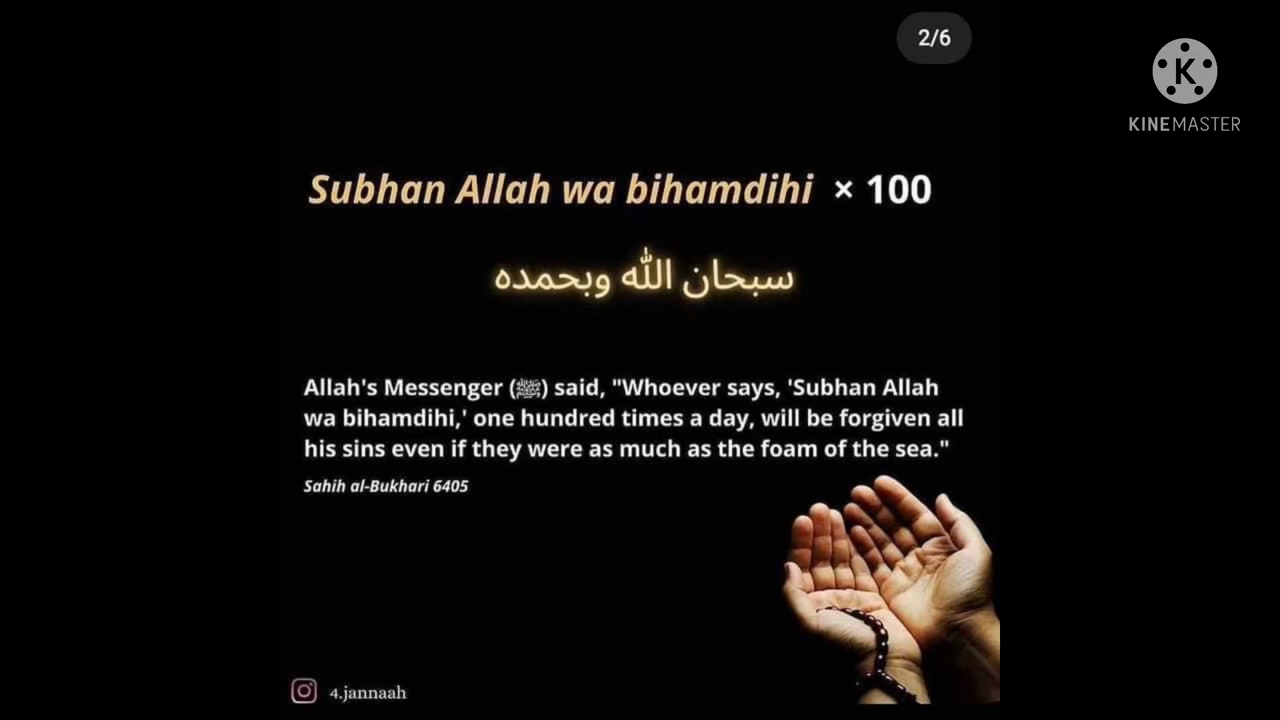 2/6
KINEMASTER
Subhan Allah wa bihamdihi × 100
سبحان الله وبحمده
Allah's Messenger (ﷺ) said, "Whoever says, 'Subhan Allah
wa bihamdihi,' one hundred times a day, will be forgiven all
his sins even if they were as much as the foam of the sea."
Sahih al-Bukhari 6405
4.jannaah